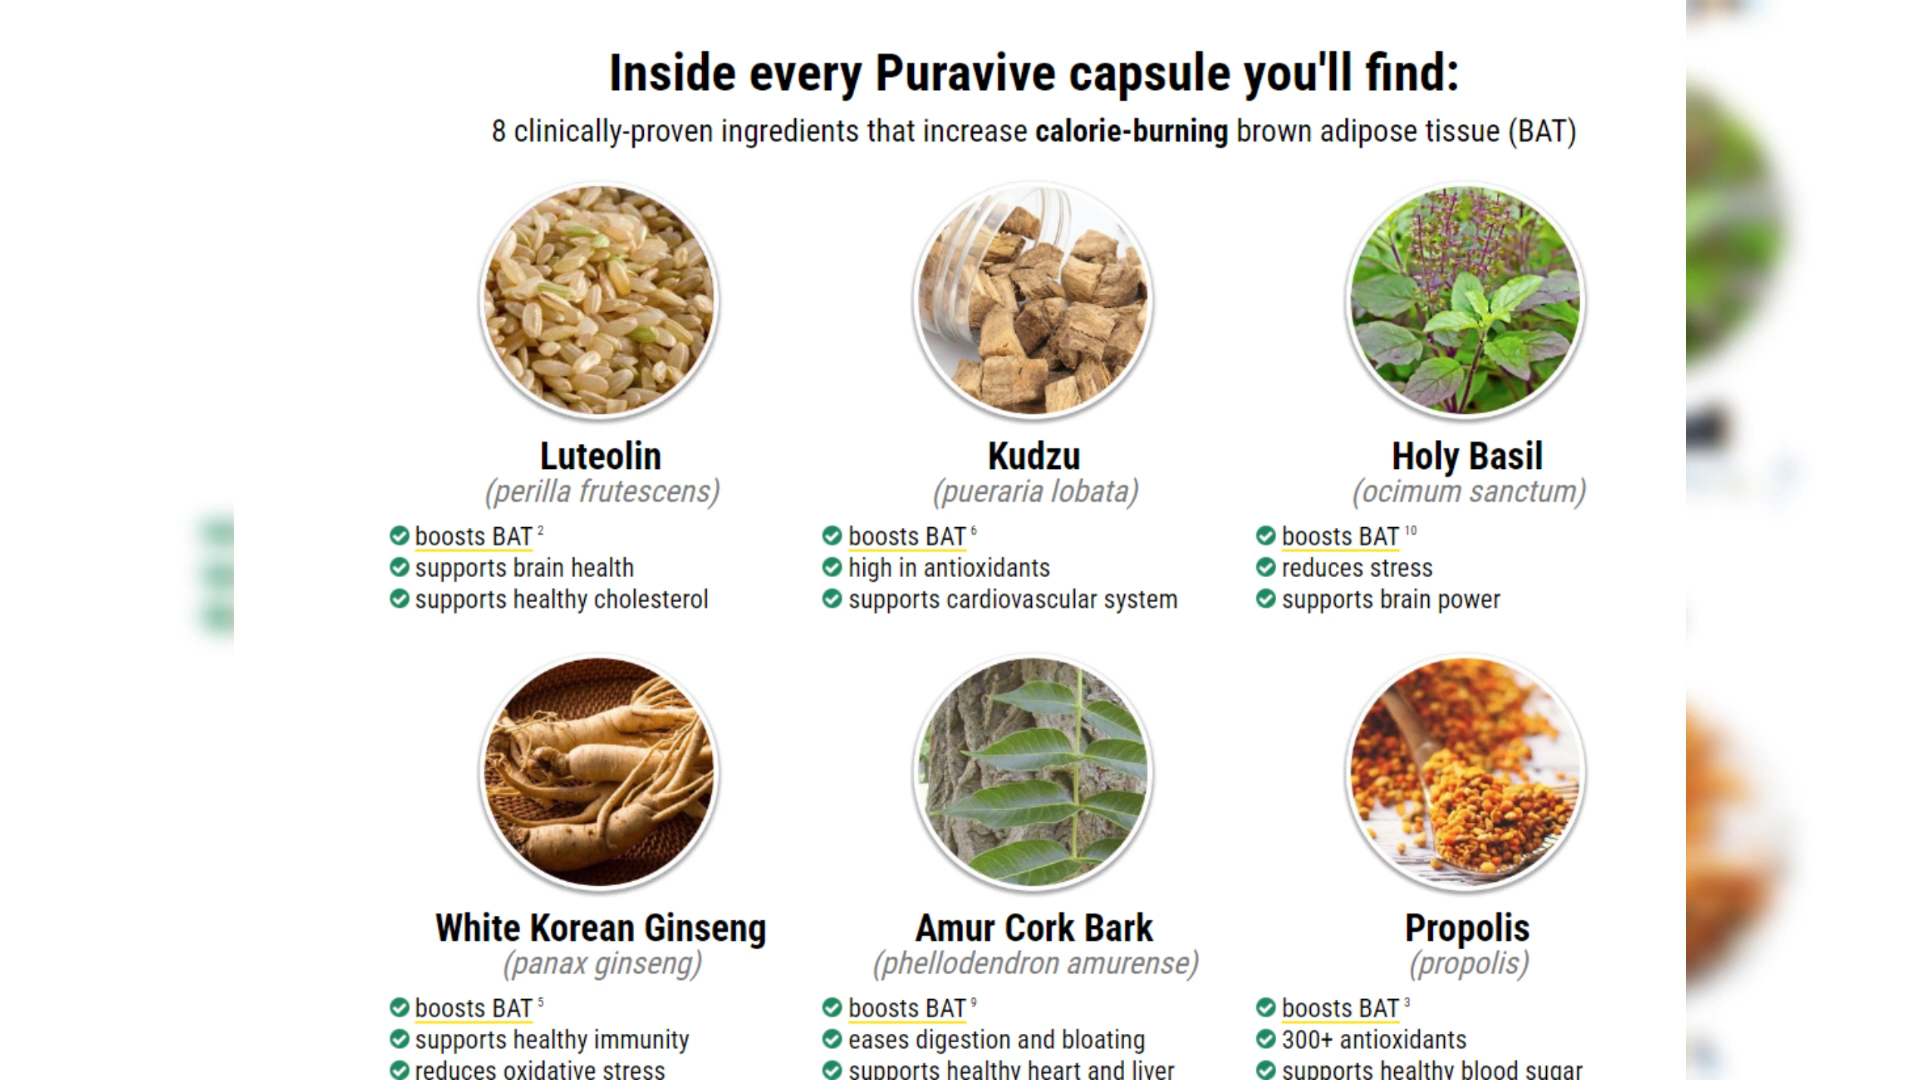 Inside every Puravive capsule you'll find:
8 clinically-proven ingredients that increase calorie-burning brown adipose tissue (BAT)
Luteolin
(perilla frutescens)
boosts BAT 2
supports brain health
supports healthy cholesterol
Kudzu
(pueraria lobata)
boosts BAT 6
high in antioxidants
supports cardiovascular system
Holy Basil
(ocimum sanctum)
boosts BAT 10
reduces stress
supports brain power
White Korean Ginseng
(panax ginseng)
boosts BAT 5
supports healthy immunity
reduces oxidative stress
Amur Cork Bark
(phellodendron amurense)
boosts BAT 9
eases digestion and bloating
supports healthy heart and liver
Propolis
(propolis)
boosts BAT 3
300+ antioxidants
supports healthy blood sugar